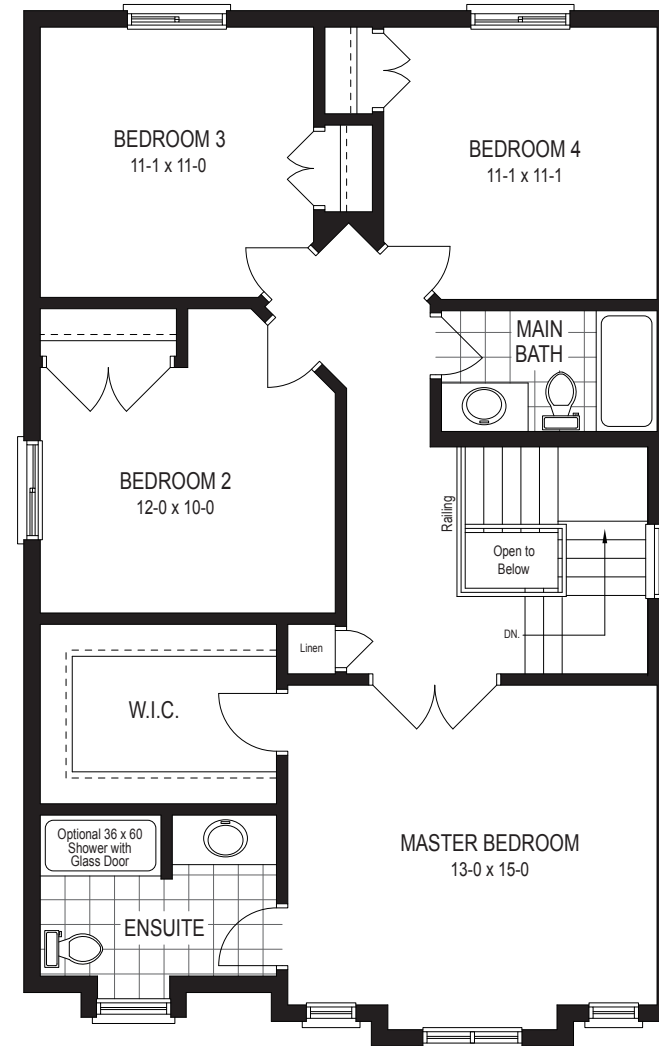 BEDROOM 3
11-1 x 11-0
BEDROOM 4
11-1 x 11-1
MAIN
BATH
BEDROOM 2
12-0 x 10-0
Railing
Open to
Below
DN.
Linen
W.I.C.
MASTER BEDROOM
13-0 x 15-0
Optional 36 x 60
Shower with
Glass Door
ENSUITE